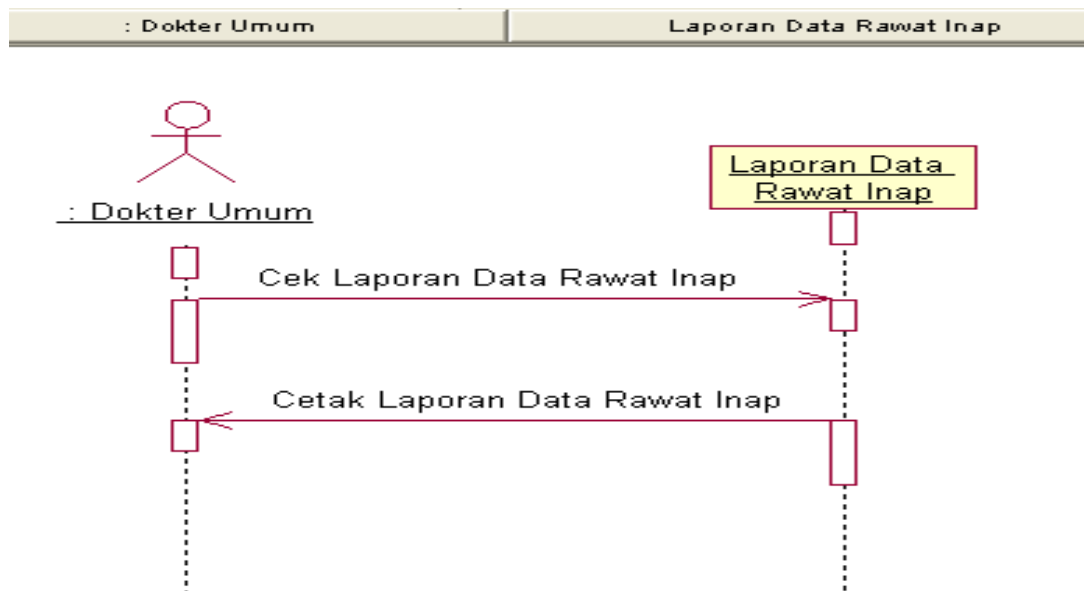 : Dokter Umum
Laporan Data Rawat Inap
: Dokter Umum
Laporan Data
Rawat Inap
Cek Laporan Data Rawat Inap
Cetak Laporan Data Rawat Inap